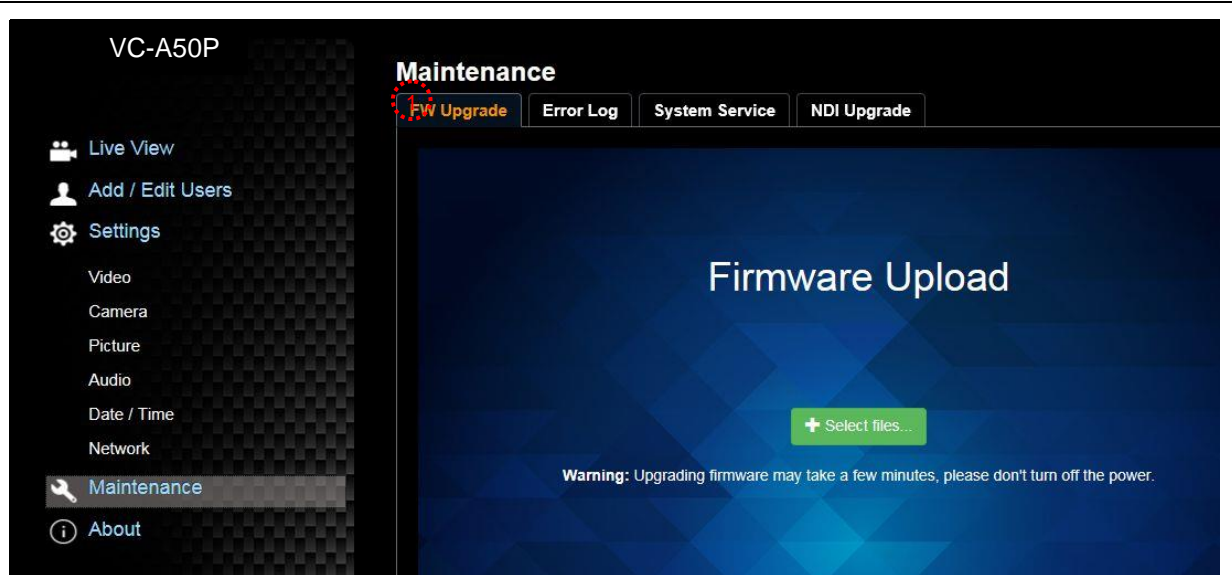 VC-A50P
Live View
Add / Edit Users
Settings
Video
Camera
Picture
Audio
Date / Time
Network
Maintenance
About
Maintenance
1
FW Upgrade Error Log System Service NDI Upgrade
Firmware Upload
+ Select files...
Warning: Upgrading firmware may take a few minutes, please don't turn off the power.